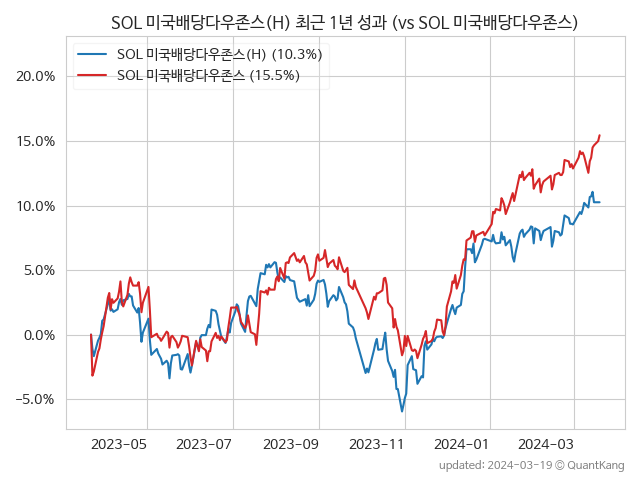 SOL 미국배당다우존스(H) 최근 1년 성과 (vs SOL 미국배당다우존스)
SOL 미국배당다우존스(H) (10.3%)
SOL 미국배당다우존스 (15.5%)
20.0%
15.0%
10.0%
5.0%
0.0%
-5.0%
2023-05 2023-07 2023-09 2023-11 2024-01 2024-03
updated: 2024-03-19 © QuantKang